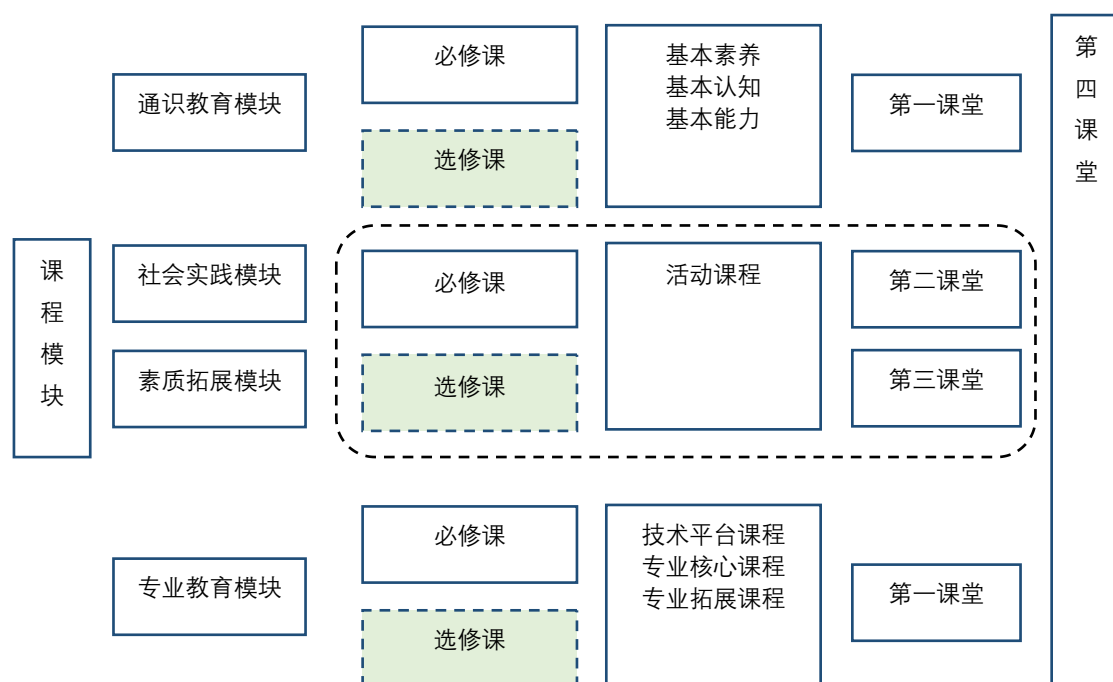 课程模块
通识教育模块
必修课
选修课
基本素养
基本认知
基本能力
第一课堂
社会实践模块
素质拓展模块
必修课
选修课
活动课程
第二课堂
第三课堂
专业教育模块
必修课
选修课
技术平台课程
专业核心课程
专业拓展课程
第一课堂
第四课堂